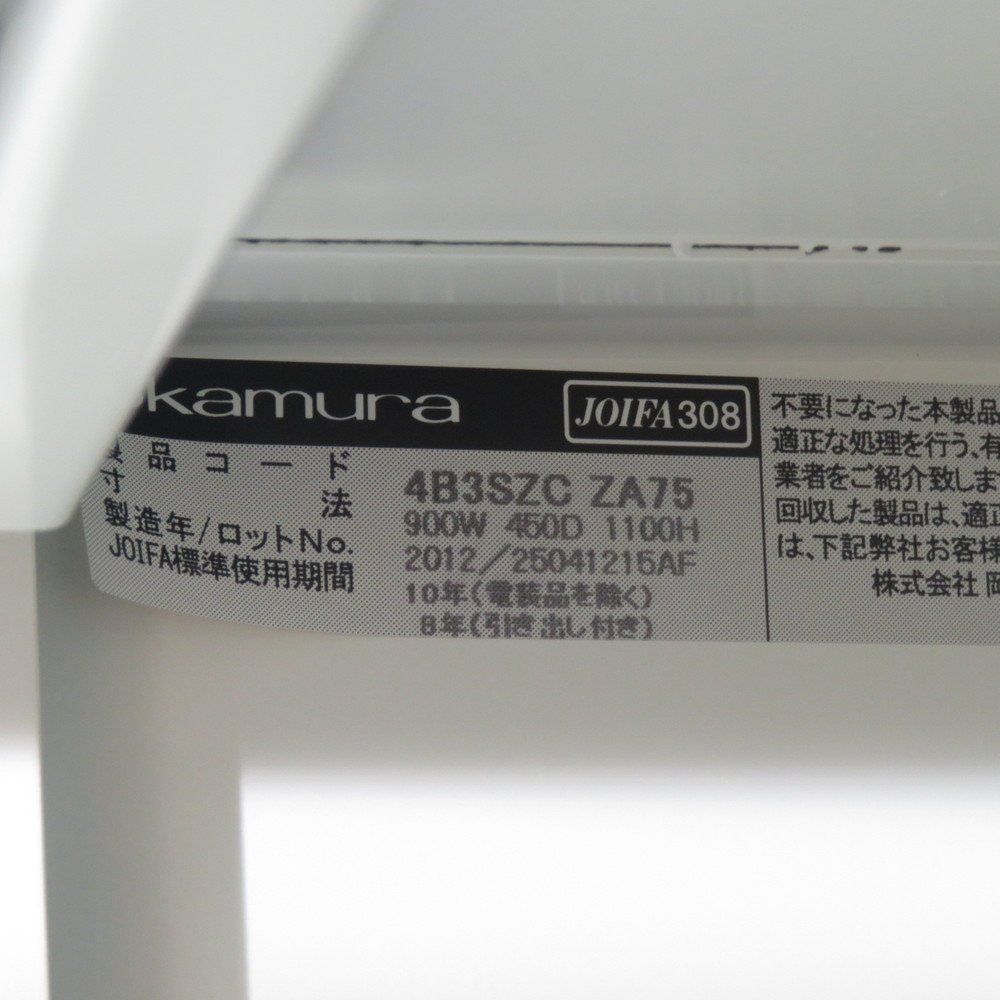 kamura JOIFA308
製品コード 4B3SZC ZA75
寸法 900W 450D 1100H
製造年/ロットNo. 2012/25041215AF
JOIFA標準使用期間 10年(電装品を除く)
8年(引き出し付き)
不要になった本製品
適正な処理を行う、有
業者をご紹介致しま
回収した製品は、適正
は、下記弊社お客様
株式会社